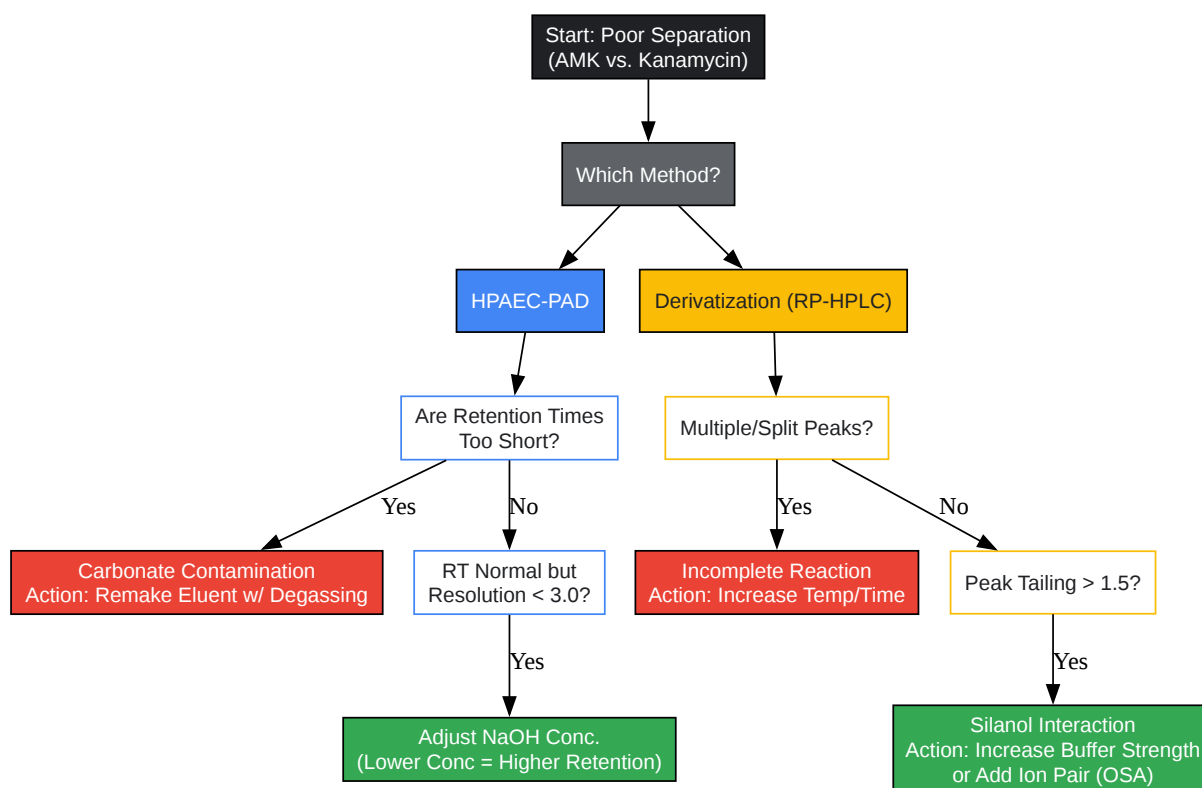 Start: Poor Separation
(AMK vs. Kanamycin)
Which Method?
HPAEC-PAD
Derivatization (RP-HPLC)
Are Retention Times
Too Short?
Multiple/Split Peaks?
Yes
No
Yes
No
Carbonate Contamination
Action: Remake Eluent w/ Degassing
RT Normal but
Resolution < 3.0?
Incomplete Reaction
Action: Increase Temp/Time
Peak Tailing > 1.5?
Yes
Yes
Adjust NaOH Conc.
(Lower Conc = Higher Retention)
Silanol Interaction
Action: Increase Buffer Strength
or Add Ion Pair (OSA)